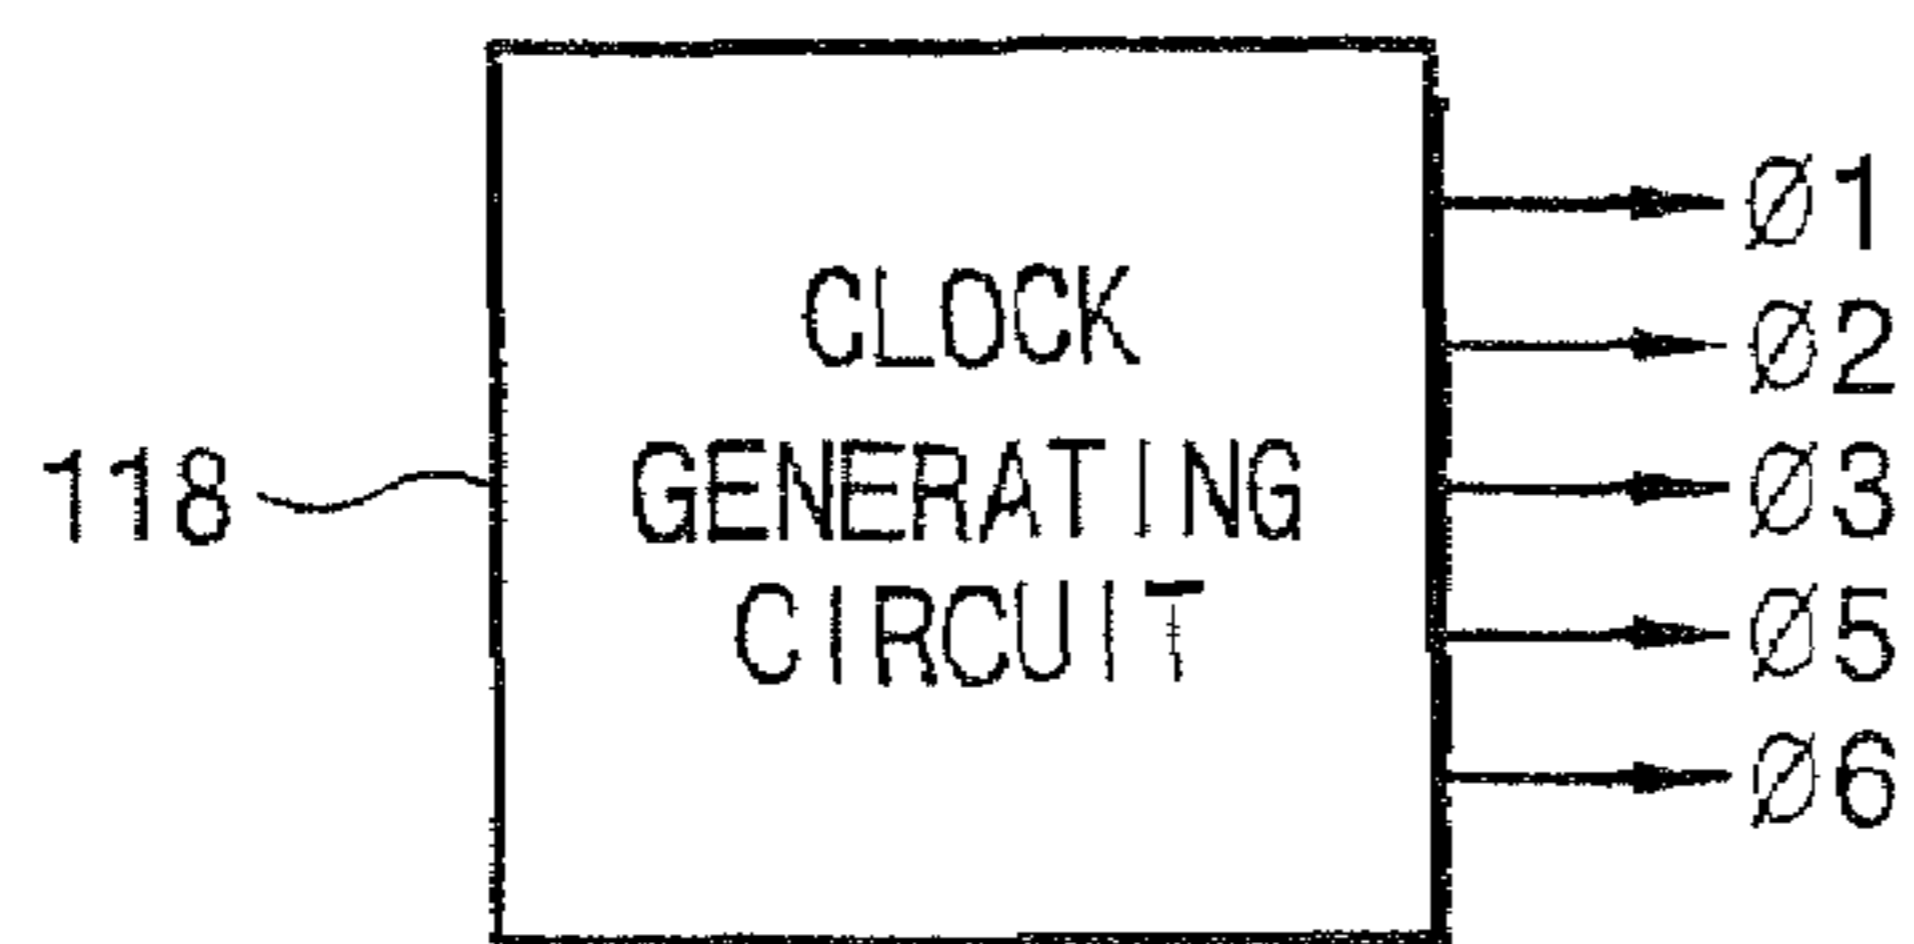 CLOCK
GENERATING
CIRCUIT
118
Ø1
Ø2
Ø3
Ø5
Ø6